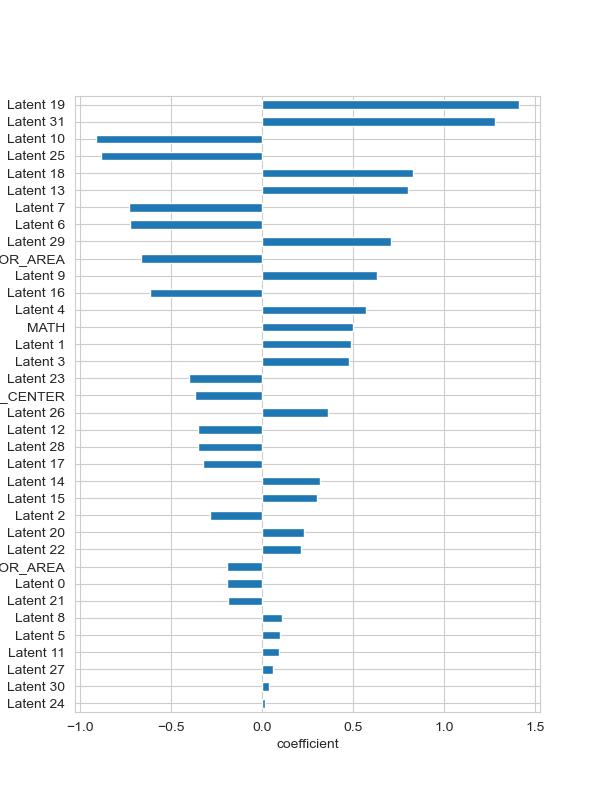 Latent 19
Latent 31
Latent 10
Latent 25
Latent 18
Latent 13
Latent 7
Latent 6
Latent 29
OR_AREA
Latent 9
Latent 16
Latent 4
MATH
Latent 1
Latent 3
Latent 23
_CENTER
Latent 26
Latent 12
Latent 28
Latent 17
Latent 14
Latent 15
Latent 2
Latent 20
Latent 22
OR_AREA
Latent 0
Latent 21
Latent 8
Latent 5
Latent 11
Latent 27
Latent 30
Latent 24
−1.0 −0.5 0.0 0.5 1.0 1.5
coefficient